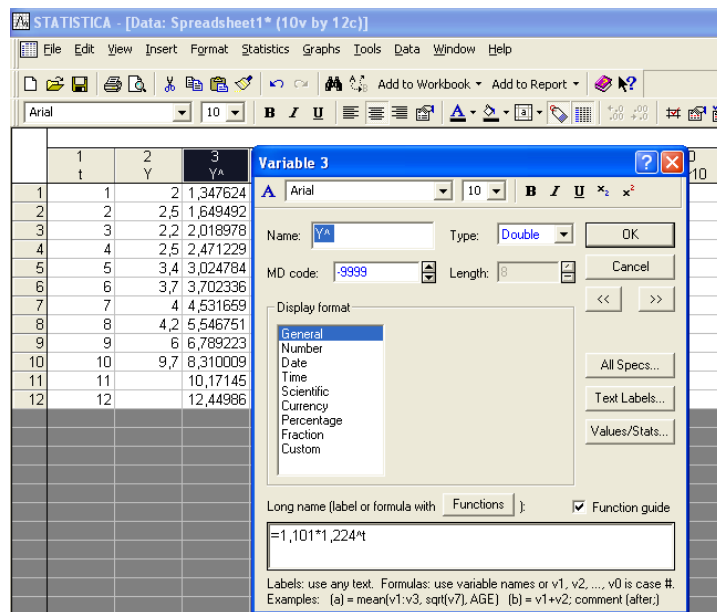 STATISTICA - [Data: Spreadsheet1* (10v by 12c)]
File Edit View Insert Format Statistics Graphs Tools Data Window Help
Add to Workbook Add to Report
Arial 10 B I U
1 2 3
t Y Y^
1 1 2 1,347624
2 2 2,5 1,649492
3 3 2,2 2,018978
4 4 2,5 2,471229
5 5 3,4 3,024784
6 6 3,7 3,702336
7 7 4 4,531659
8 8 4,2 5,546751
9 9 6 6,789223
10 10 9,7 8,310009
11 11 10,17145
12 12 12,44986
Variable 3
A Arial 10 B I U x₂ x²
Name: Y^ Type: Double OK
MD code: -9999 Length: 8 Cancel
<< >>
Display format
General
Number
Date
Time
Scientific
Currency
Percentage
Fraction
Custom
All Specs...
Text Labels...
Values/Stats...
Long name (label or formula with Functions ): Function guide
=1,101*1,224^t
Labels: use any text. Formulas: use variable names or v1, v2, ..., v0 is case #.
Examples: (a) = mean(v1:v3, sqrt(v7), AGE) (b) = v1+v2; comment (after;)